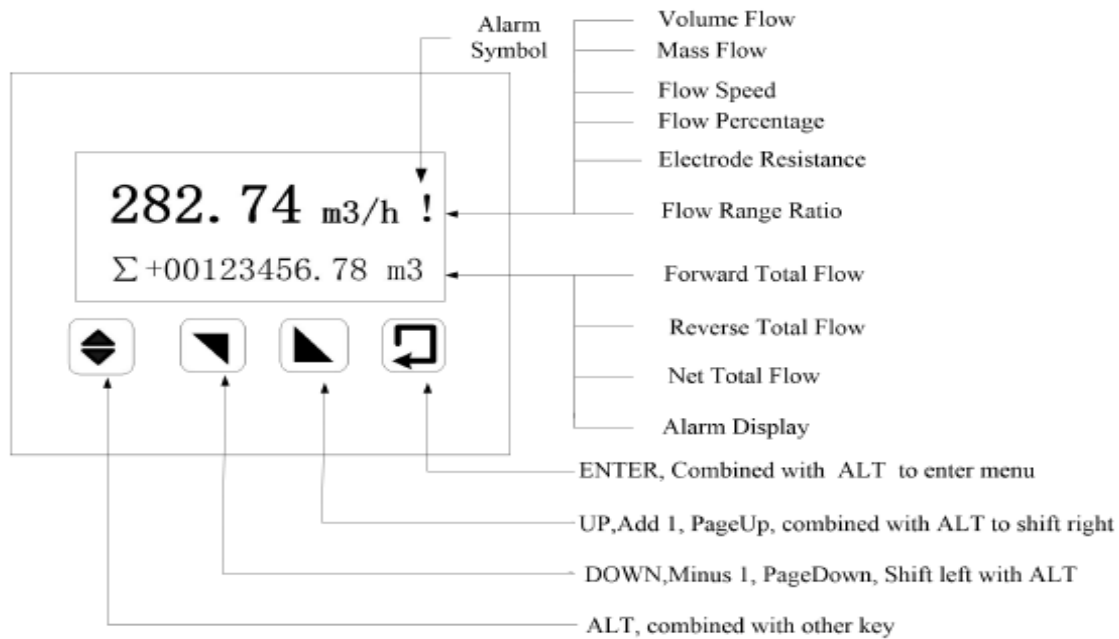 Alarm
Symbol
Volume Flow
Mass Flow
Flow Speed
Flow Percentage
Electrode Resistance
Flow Range Ratio
282.74 m3/h !
Σ+00123456.78 m3
Forward Total Flow
Reverse Total Flow
Net Total Flow
Alarm Display
ENTER, Combined with ALT to enter menu
UP,Add 1, PageUp, combined with ALT to shift right
DOWN,Minus 1, PageDown, Shift left with ALT
ALT, combined with other key